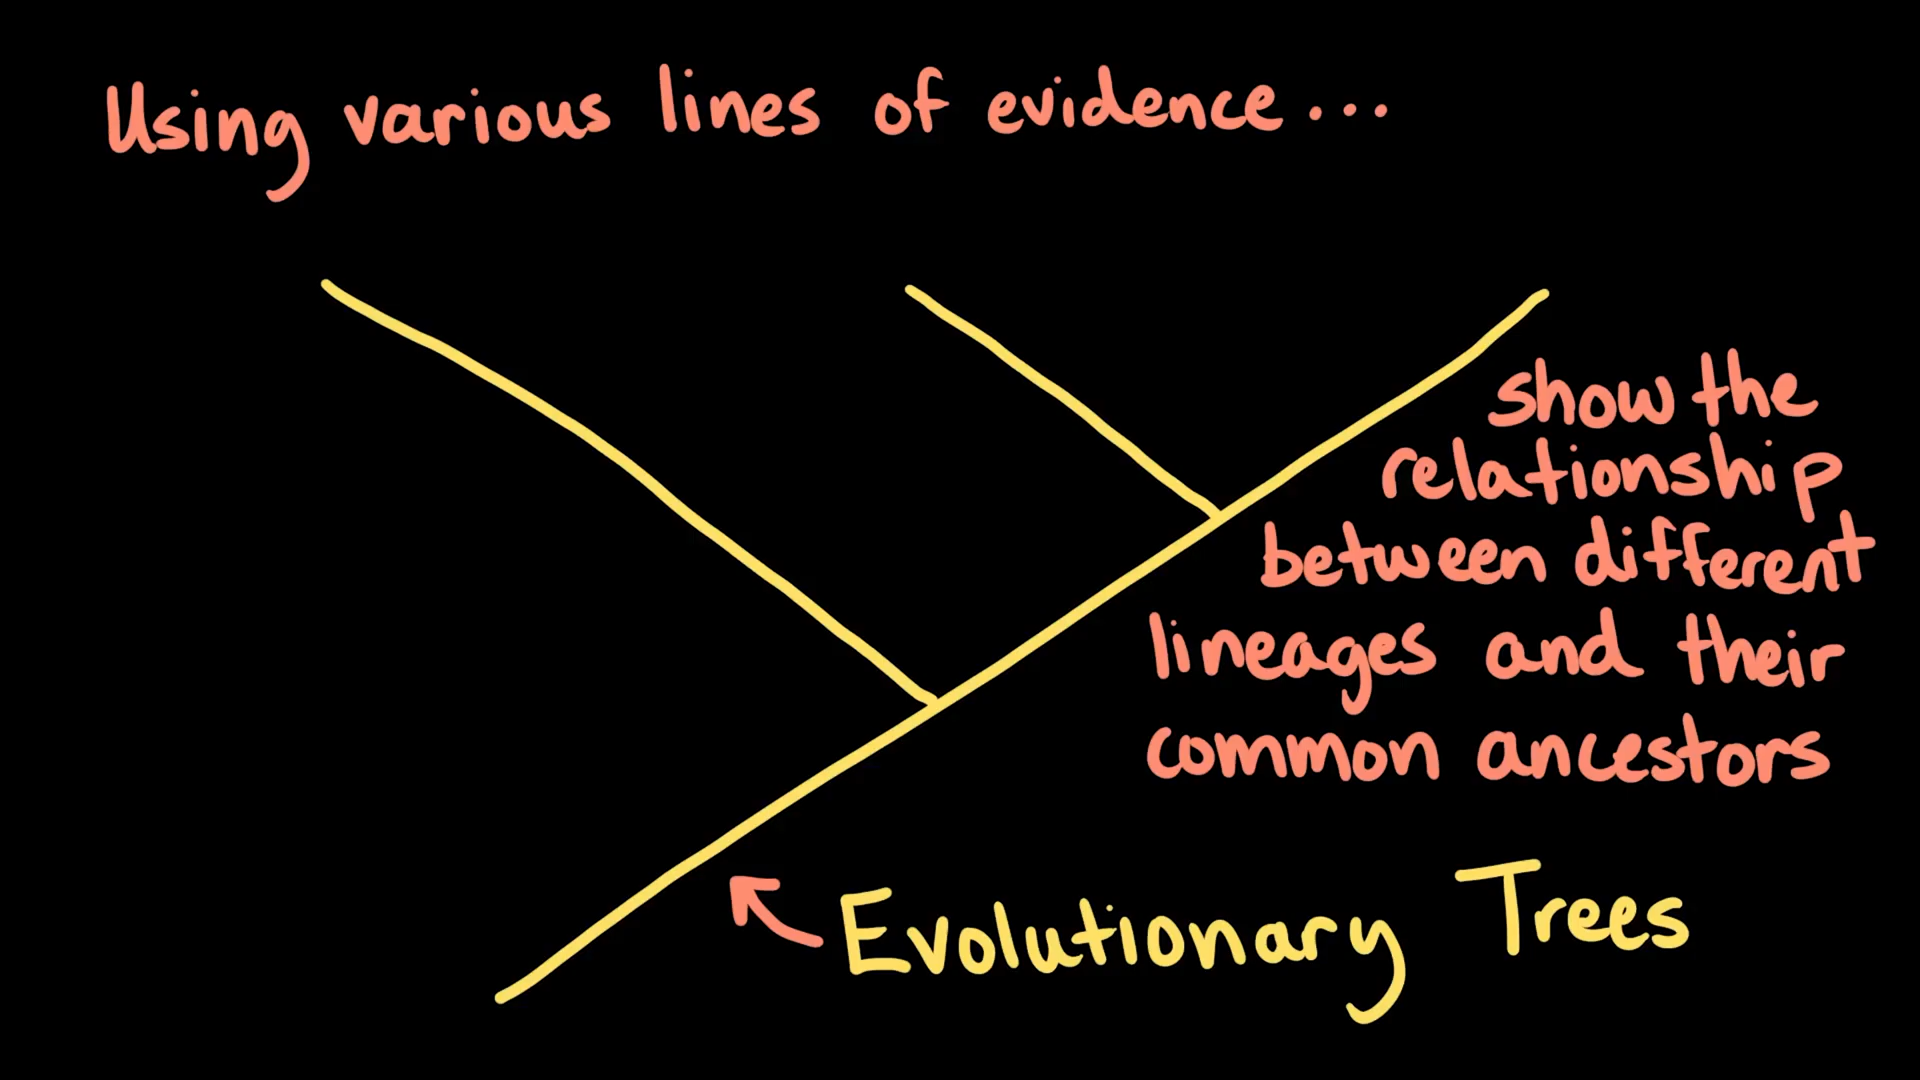 Using various lines of evidence...
show the
relationship
between different
lineages and their
common ancestors
Evolutionary Trees